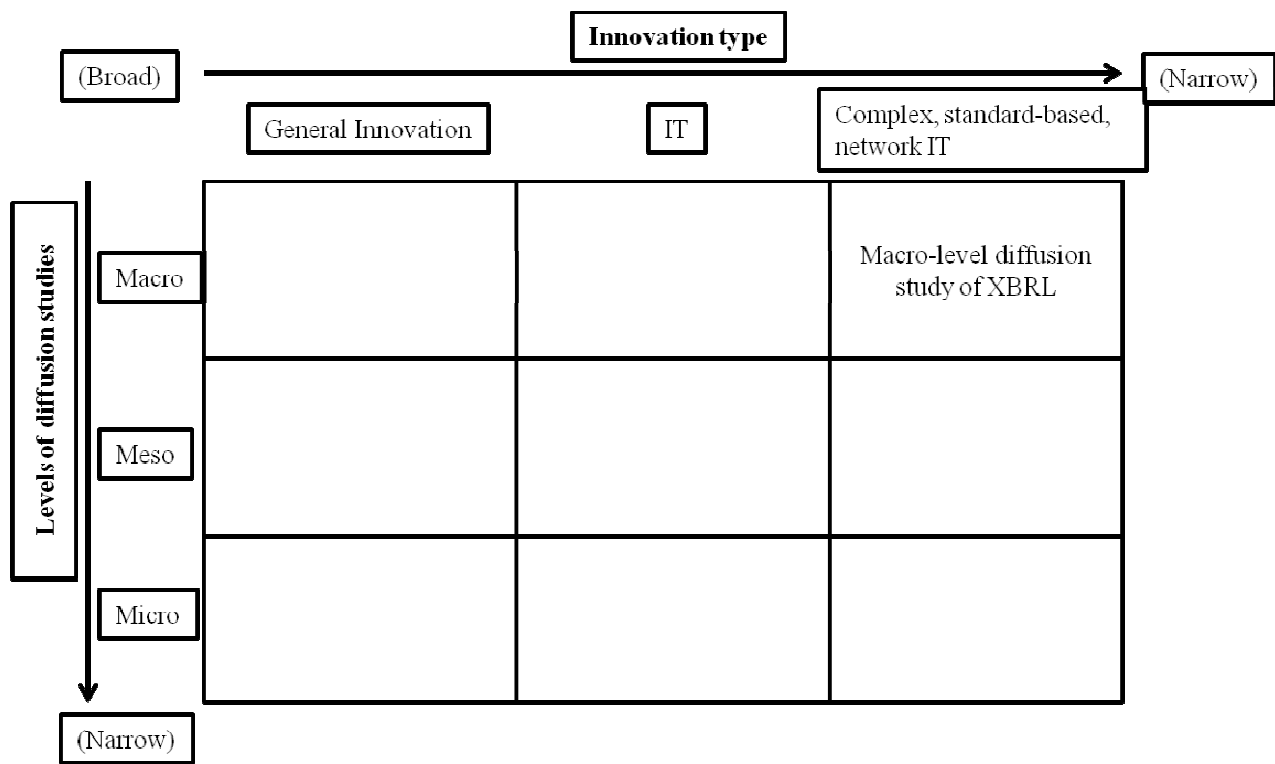 Innovation type
(Broad)
(Narrow)
General Innovation
IT
Complex, standard-based,
network IT
Levels of diffusion studies
Macro
Macro-level diffusion
study of XBRL
Meso
Micro
(Narrow)